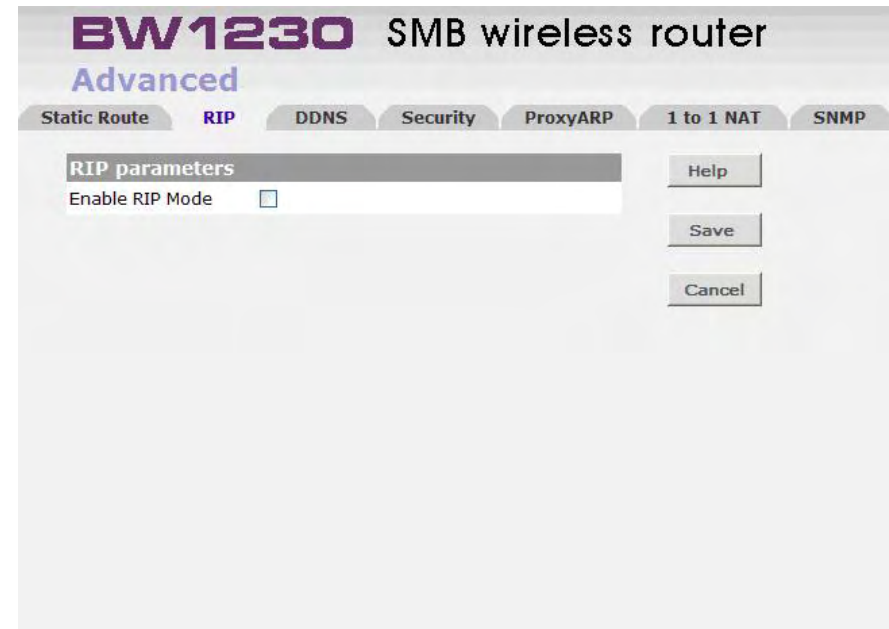 BW1230 SMB wireless router
Advanced
Static Route RIP DDNS Security ProxyARP 1 to 1 NAT SNMP
RIP parameters
Help
Enable RIP Mode
Save
Cancel